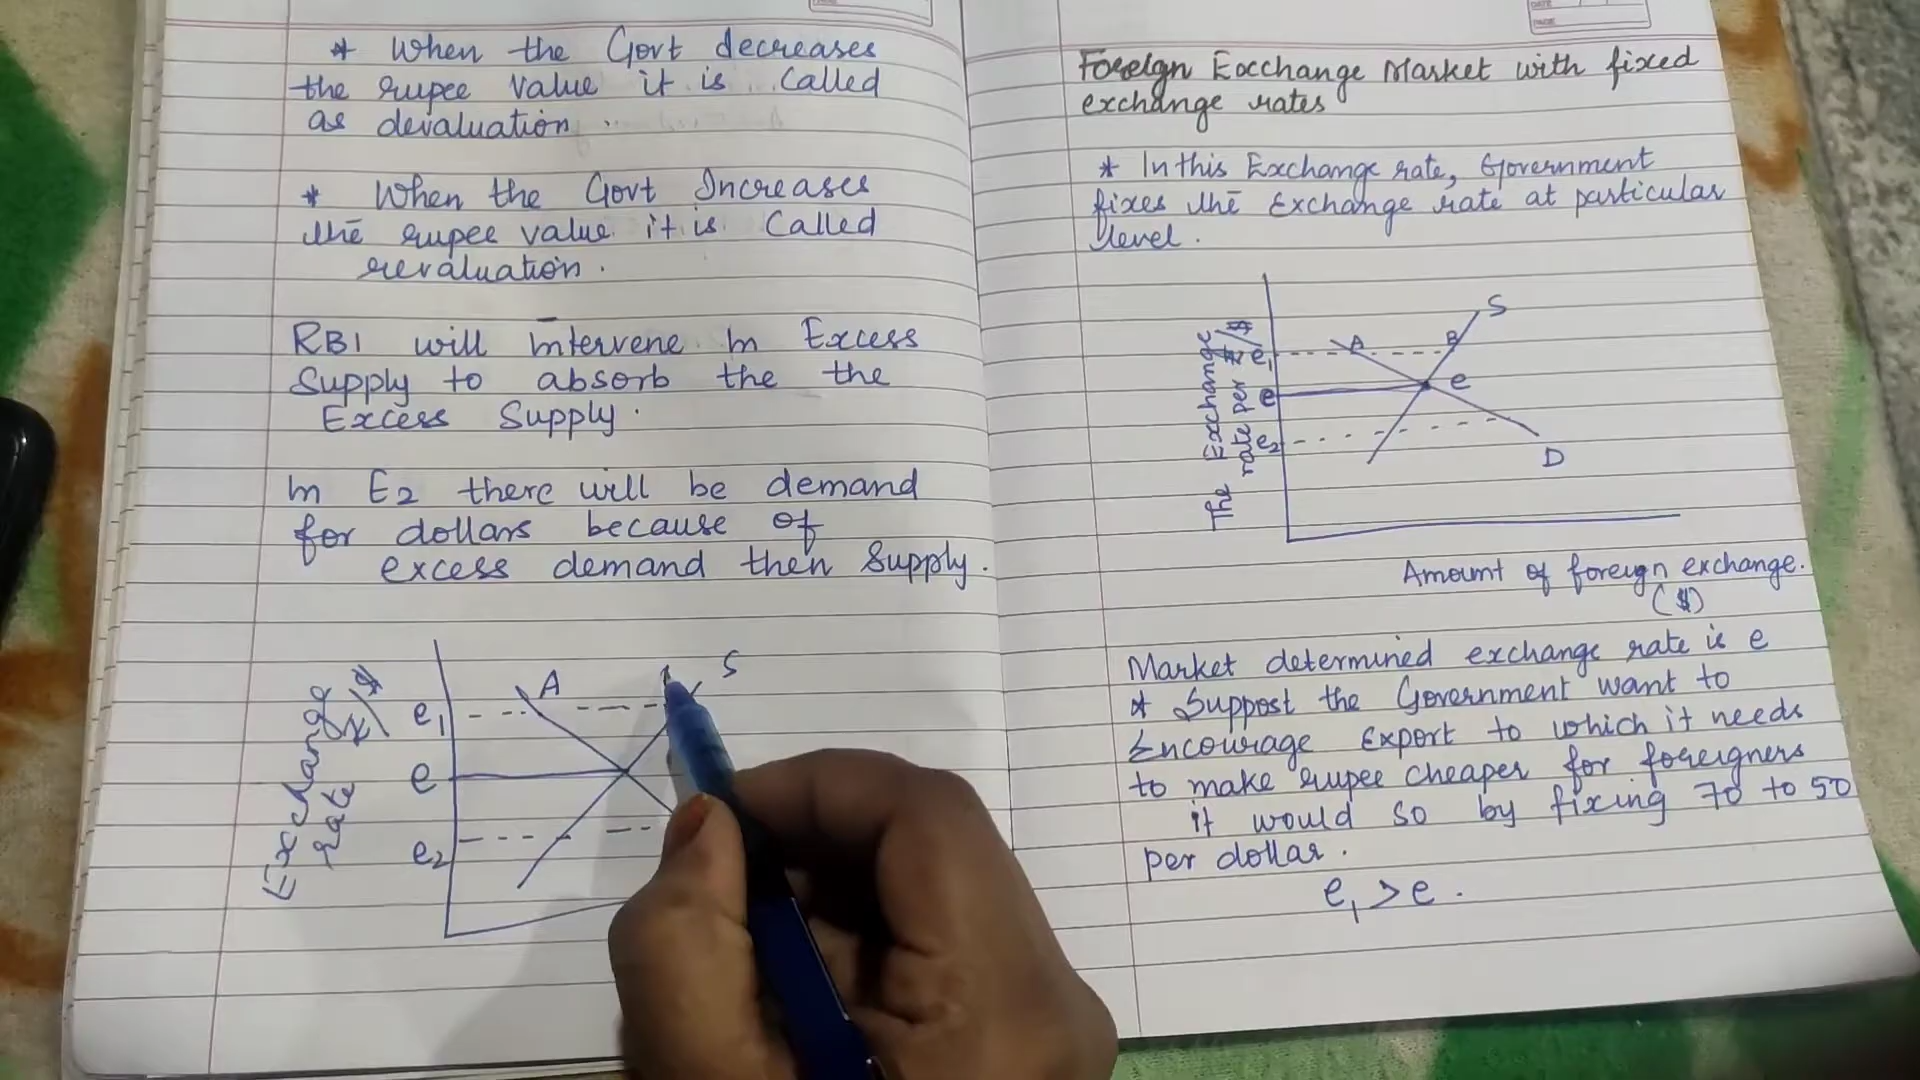 * When the Govt decreases
the rupee value it is called
as devaluation.
* When the Govt Increases
the rupee value it is called
revaluation.
RBI will intervene in Excess
Supply to absorb the the
Excess Supply.
In E2 there will be demand
for dollars because of
excess demand then Supply.
A
S
e1
e
e2
Exchange
rate
₹/$
DATE
PAGE
Foreign Exchange Market with fixed
exchange rates
* In this Exchange rate, Government
fixes the Exchange rate at particular
level.
S
A
B
e1
e
e
e2
D
The Exchange
rate per ₹/$
Amount of foreign exchange.
($)
Market determined exchange rate is e
* Suppost the Government want to
Encourage Export to which it needs
to make rupee cheaper for foreigners
it would so by fixing 70 to 50
per dollar.
e1 > e.